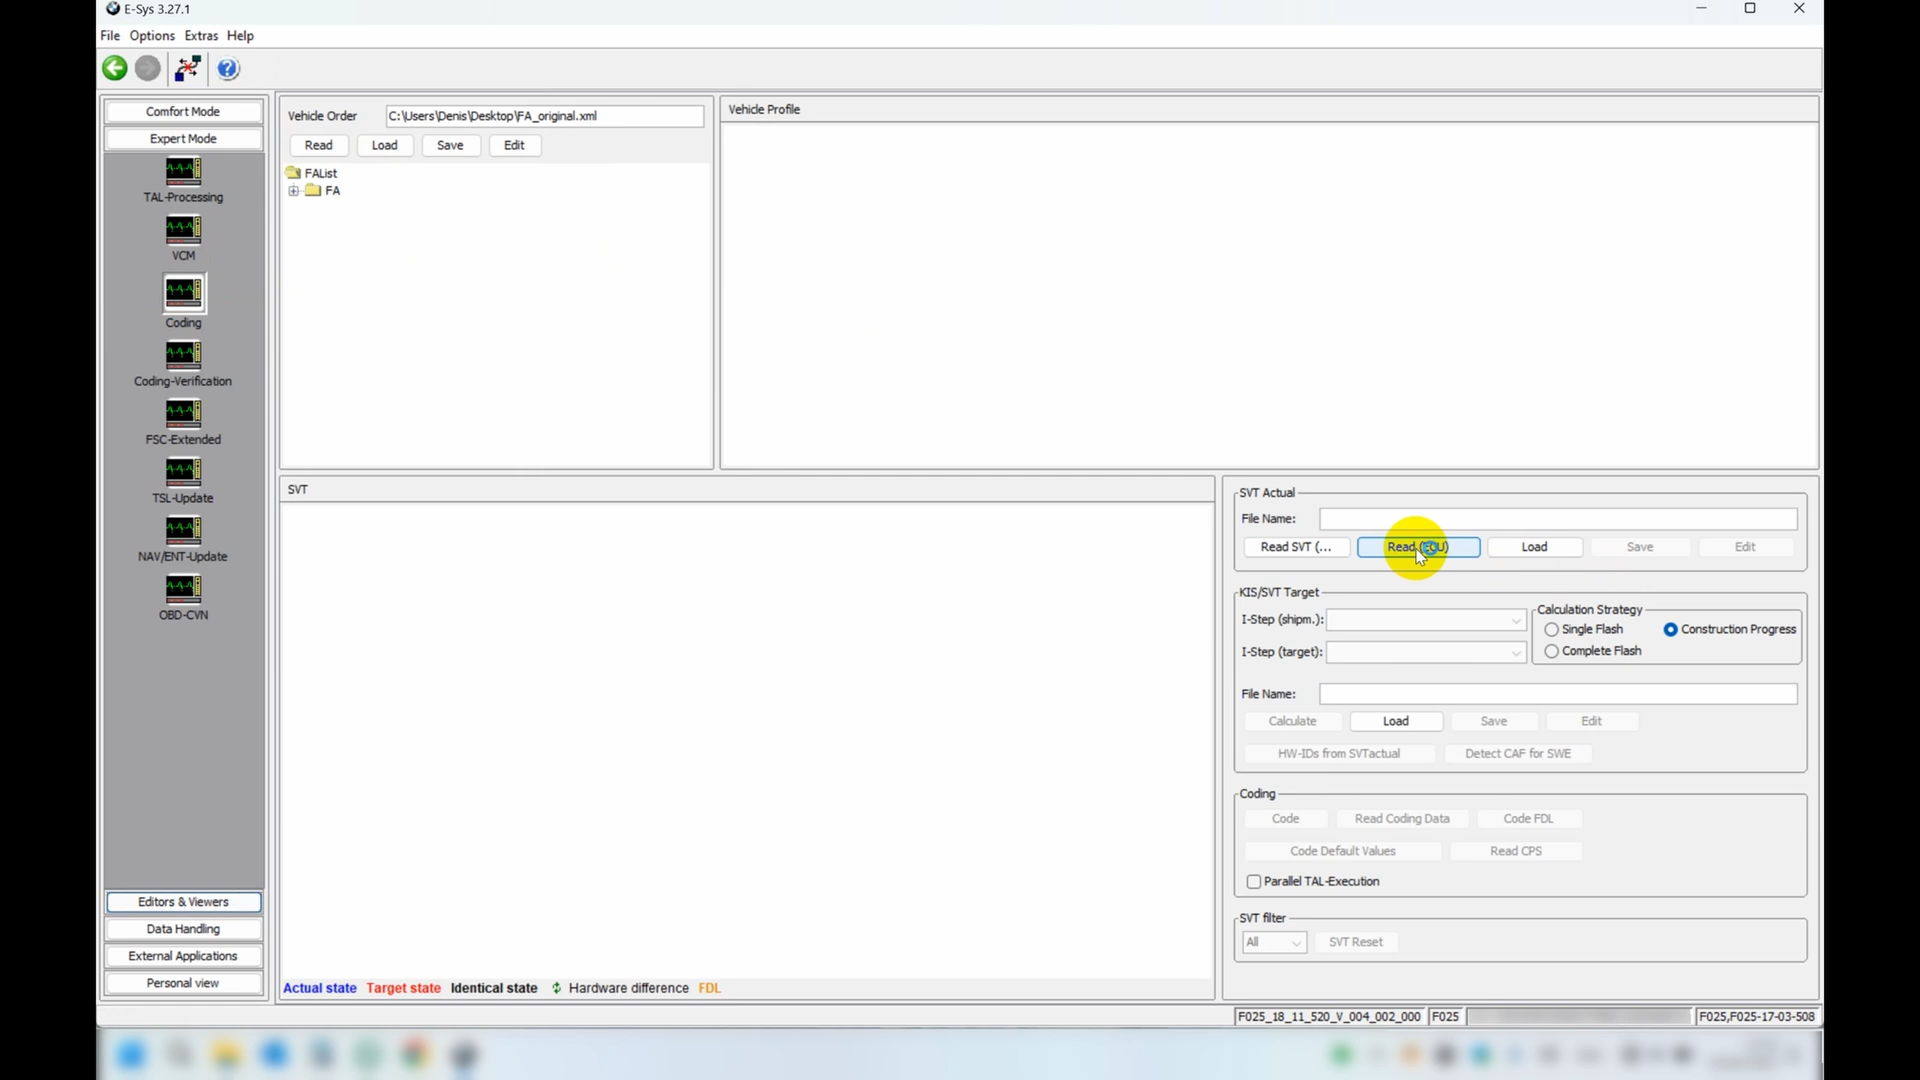 E-Sys 3.27.1
File Options Extras Help
Comfort Mode
Expert Mode
TAL-Processing
VCM
Coding
Coding-Verification
FSC-Extended
TSL-Update
NAV/ENT-Update
OBD-CVN
Editors & Viewers
Data Handling
External Applications
Personal view
Vehicle Order C:\Users\Denis\Desktop\FA_original.xml
Read Load Save Edit
FAList
FA
Vehicle Profile
SVT
Actual state Target state Identical state Hardware difference FDL
SVT Actual
File Name:
Read SVT (... Read (ECU) Load Save Edit
KIS/SVT Target
I-Step (shipm.):
I-Step (target):
Calculation Strategy
Single Flash Construction Progress
Complete Flash
File Name:
Calculate Load Save Edit
HW-IDs from SVTactual Detect CAF for SWE
Coding
Code Read Coding Data Code FDL
Code Default Values Read CPS
Parallel TAL-Execution
SVT filter
All SVT Reset
F025_18_11_520_V_004_002_000 F025 F025,F025-17-03-508